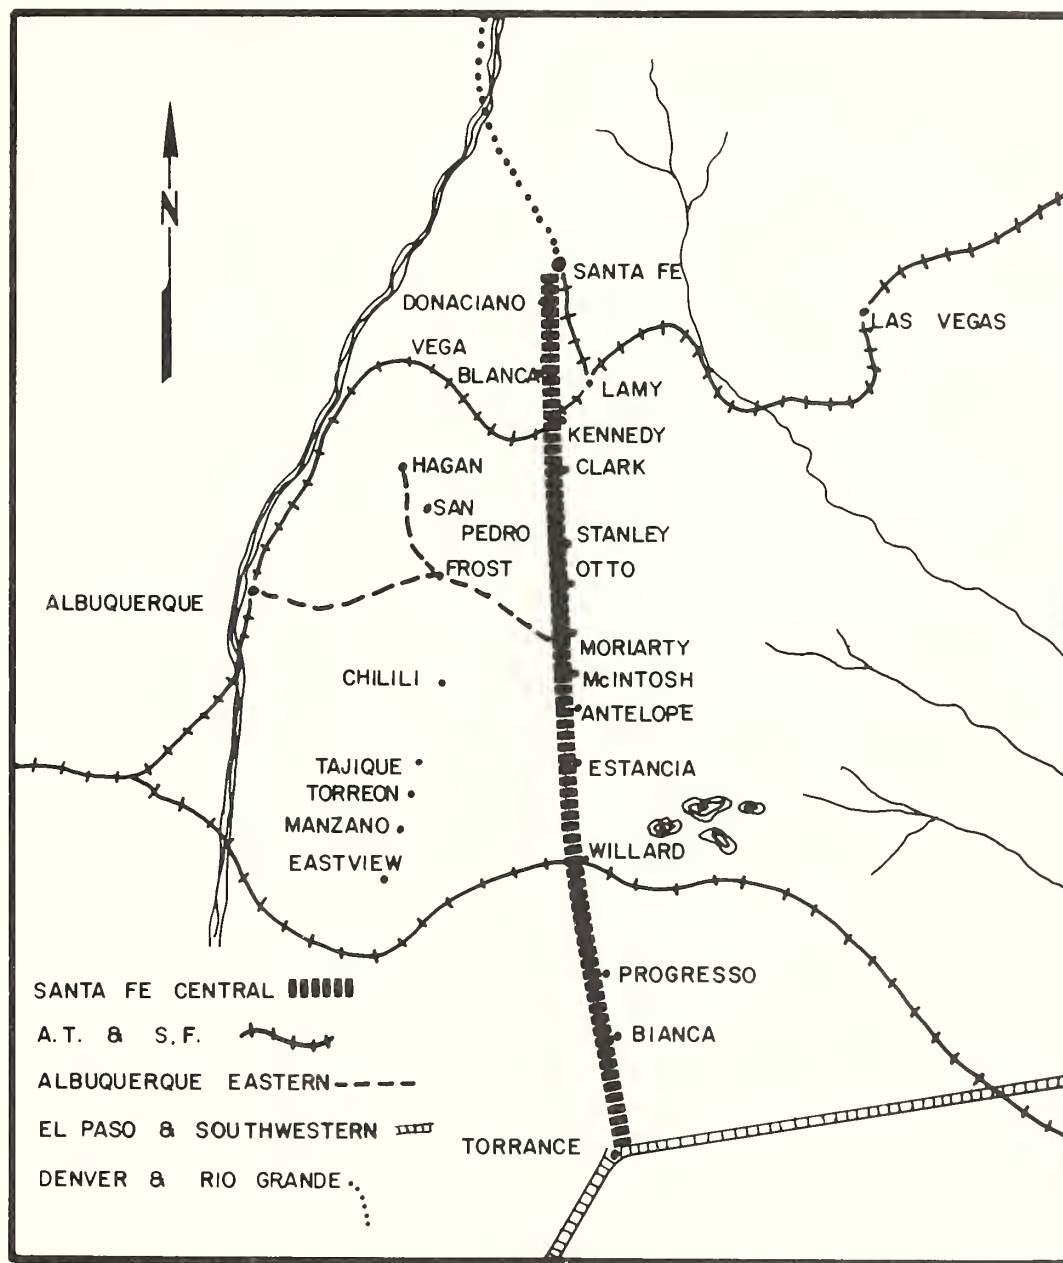 N
SANTA FE
DONACIANO
LAS VEGAS
VEGA
BLANCA
LAMY
KENNEDY
HAGAN
CLARK
SAN
PEDRO
STANLEY
FROST
OTTO
ALBUQUERQUE
MORIARTY
CHILILI
McINTOSH
ANTELOPE
TAJIQUE
ESTANCIA
TORREON
MANZANO
WILLARD
EASTVIEW
PROGRESSO
BIANCA
TORRANCE
SANTA FE CENTRAL
A.T. & S.F.
ALBUQUERQUE EASTERN
EL PASO & SOUTHWESTERN
DENVER & RIO GRANDE